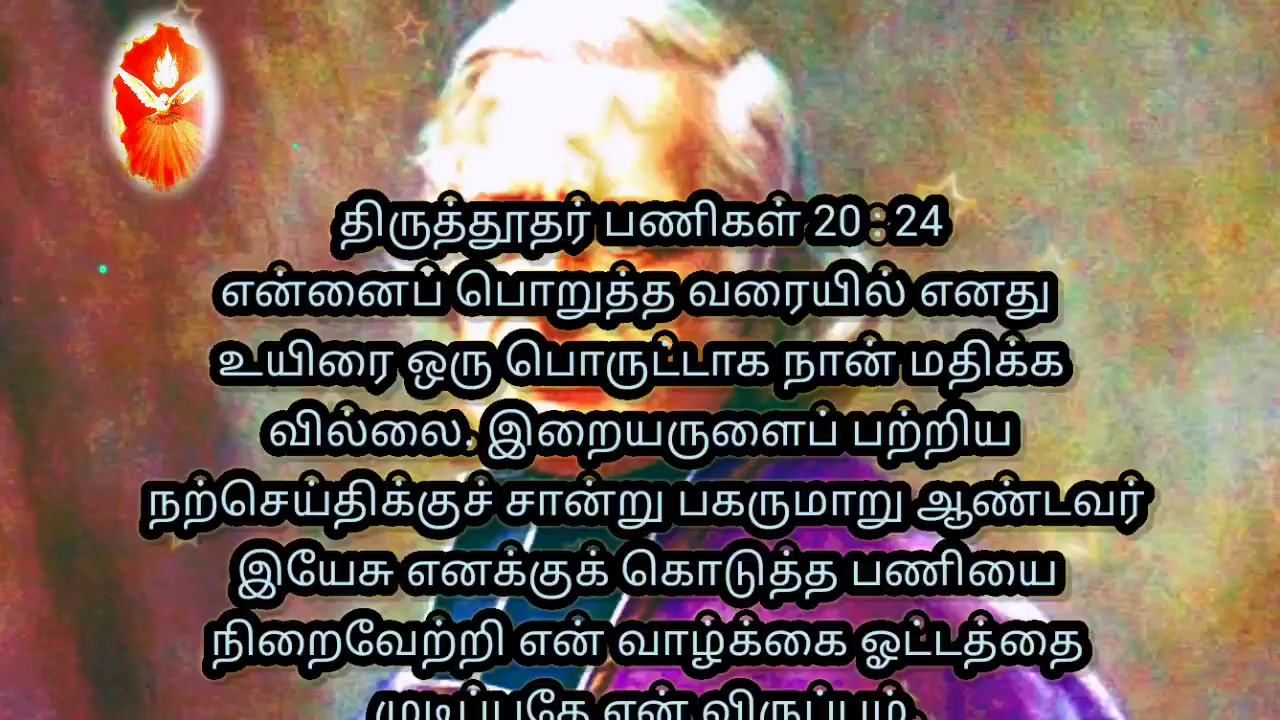 திருத்தூதர் பணிகள் 20 : 24
என்னைப் பொறுத்த வரையில் எனது
உயிரை ஒரு பொருட்டாக நான் மதிக்க
வில்லை. இறையருளைப் பற்றிய
நற்செய்திக்குச் சான்று பகருமாறு ஆண்டவர்
இயேசு எனக்குக் கொடுத்த பணியை
நிறைவேற்றி என் வாழ்க்கை ஓட்டத்தை
முடிப்பதே என் விருப்பம்.